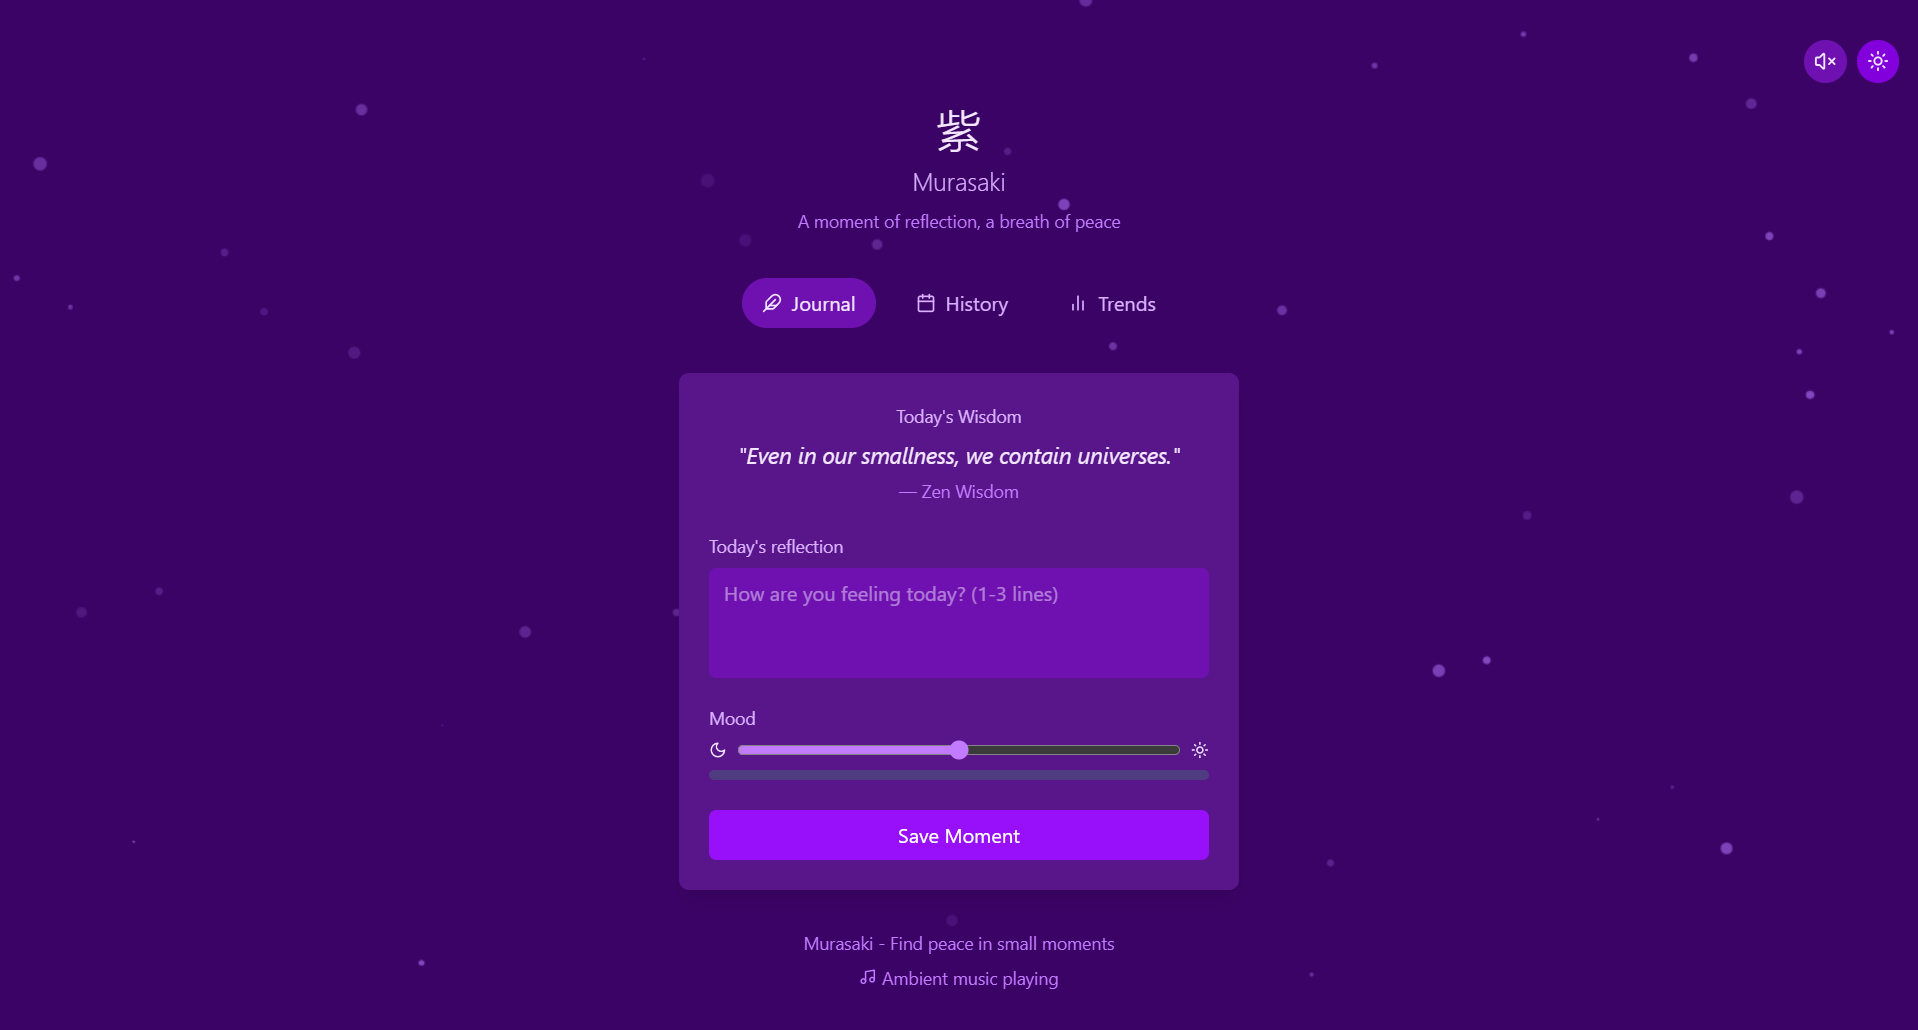 紫
Murasaki
A moment of reflection, a breath of peace
Journal
History
Trends
Today's Wisdom
"Even in our smallness, we contain universes."
— Zen Wisdom
Today's reflection
How are you feeling today? (1-3 lines)
Mood
Save Moment
Murasaki - Find peace in small moments
Ambient music playing